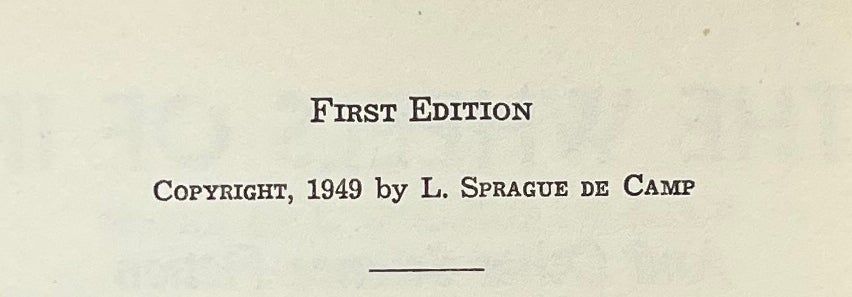 First Edition
Copyright, 1949 by L. Sprague de Camp